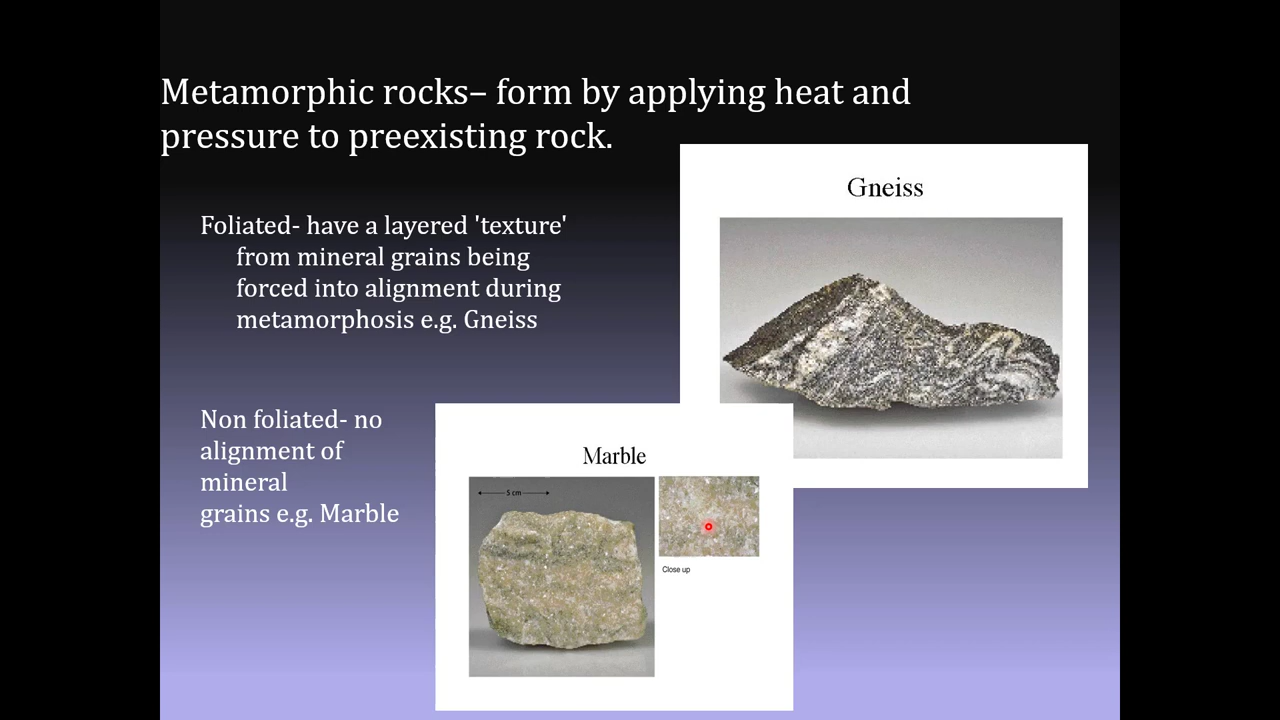 Metamorphic rocks– form by applying heat and
pressure to preexisting rock.
Gneiss
Foliated- have a layered 'texture'
from mineral grains being
forced into alignment during
metamorphosis e.g. Gneiss
Non foliated- no
alignment of
mineral
grains e.g. Marble
Marble
5 cm
Close up